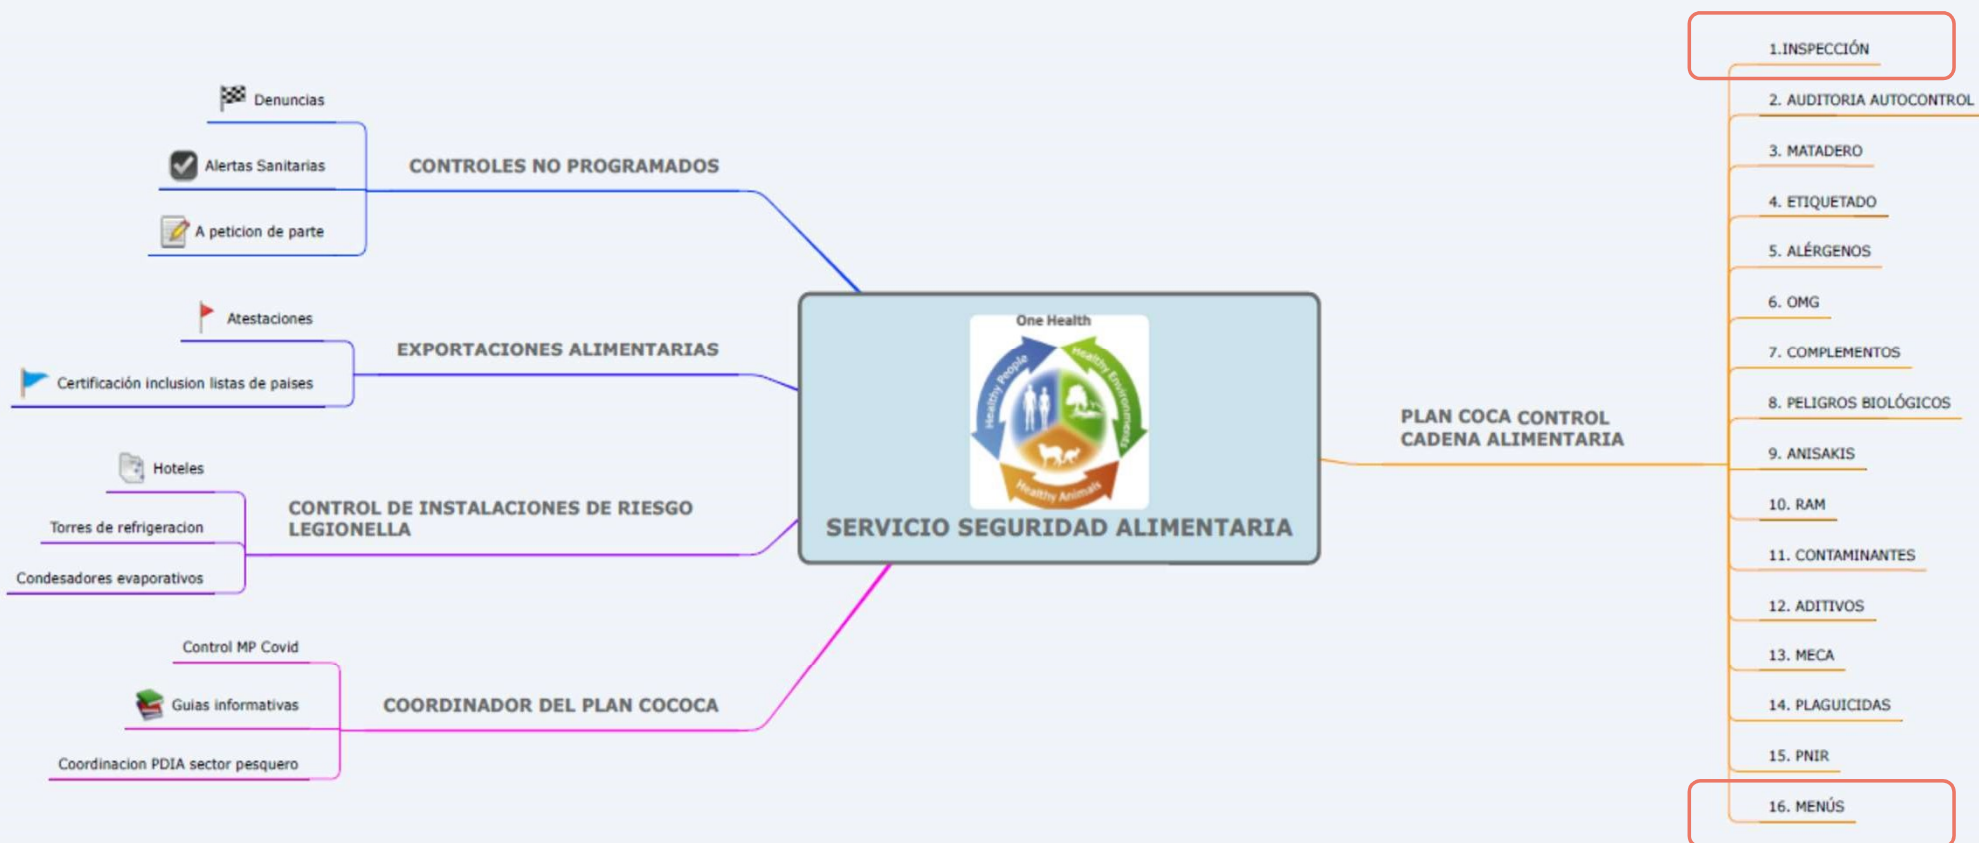 Denuncias
Alertas Sanitarias
A peticion de parte
CONTROLES NO PROGRAMADOS
Atestaciones
Certificación inclusion listas de paises
EXPORTACIONES ALIMENTARIAS
Hoteles
Torres de refrigeracion
Condesadores evaporativos
CONTROL DE INSTALACIONES DE RIESGO
LEGIONELLA
Control MP Covid
Guias informativas
Coordinacion PDIA sector pesquero
COORDINADOR DEL PLAN COCOCA
One Health
Healthy People
Healthy Environments
Healthy Animals
SERVICIO SEGURIDAD ALIMENTARIA
PLAN COCA CONTROL
CADENA ALIMENTARIA
1.INSPECCIÓN
2. AUDITORIA AUTOCONTROL
3. MATADERO
4. ETIQUETADO
5. ALÉRGENOS
6. OMG
7. COMPLEMENTOS
8. PELIGROS BIOLÓGICOS
9. ANISAKIS
10. RAM
11. CONTAMINANTES
12. ADITIVOS
13. MECA
14. PLAGUICIDAS
15. PNIR
16. MENÚS